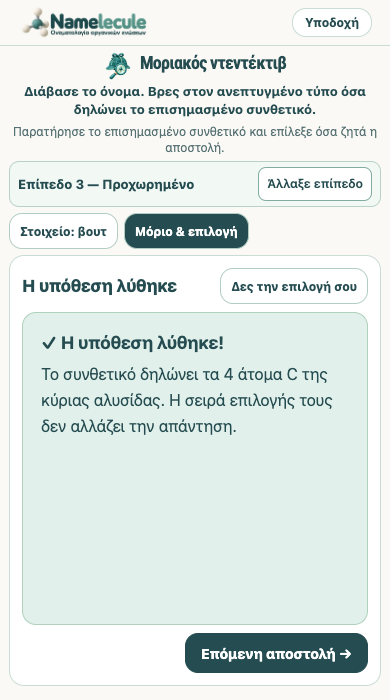 Namelecule
Ονοματολογία οργανικών ενώσεων
Υποδοχή
Μοριακός ντεντέκτιβ
Διάβασε το όνομα. Βρες στον ανεπτυγμένο τύπο όσα
δηλώνει το επισημασμένο συνθετικό.
Παρατήρησε το επισημασμένο συνθετικό και επίλεξε όσα ζητά η
αποστολή.
Επίπεδο 3 — Προχωρημένο
Άλλαξε επίπεδο
Στοιχείο: βουτ
Μόριο & επιλογή
Η υπόθεση λύθηκε
Δες την επιλογή σου
✓ Η υπόθεση λύθηκε!
Το συνθετικό δηλώνει τα 4 άτομα C της
κύριας αλυσίδας. Η σειρά επιλογής τους
δεν αλλάζει την απάντηση.
Επόμενη αποστολή →